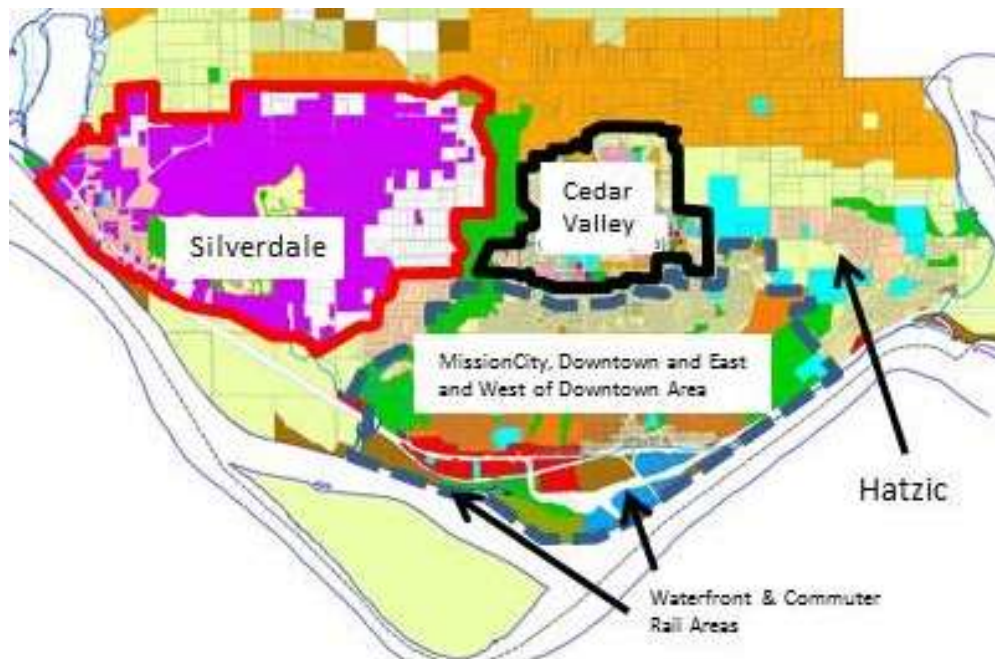 Cedar
Valley
Silverdale
MissionCity, Downtown and East
and West of Downtown Area
Hatzic
Waterfront & Commuter
Rail Areas